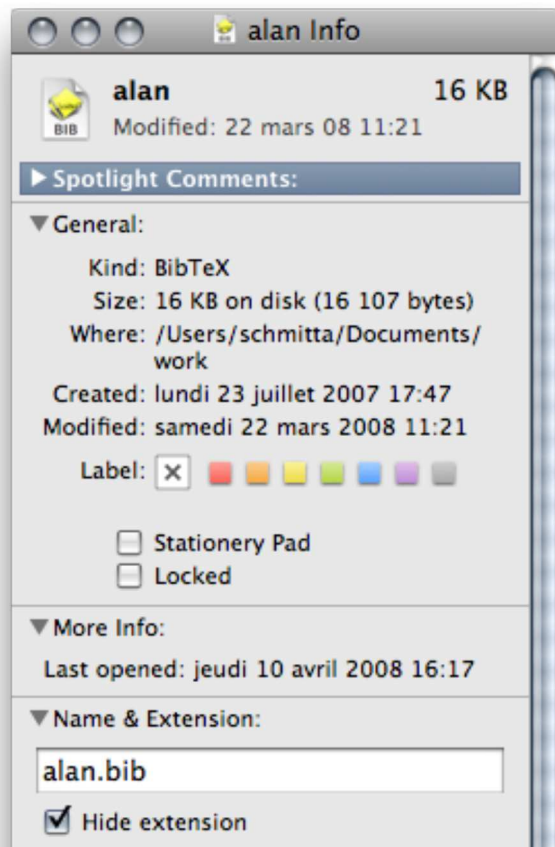 alan Info
alan 16 KB
BIB
Modified: 22 mars 08 11:21
Spotlight Comments:
General:
Kind: BibTeX
Size: 16 KB on disk (16 107 bytes)
Where: /Users/schmitta/Documents/
work
Created: lundi 23 juillet 2007 17:47
Modified: samedi 22 mars 2008 11:21
Label:
Stationery Pad
Locked
More Info:
Last opened: jeudi 10 avril 2008 16:17
Name & Extension:
alan.bib
Hide extension